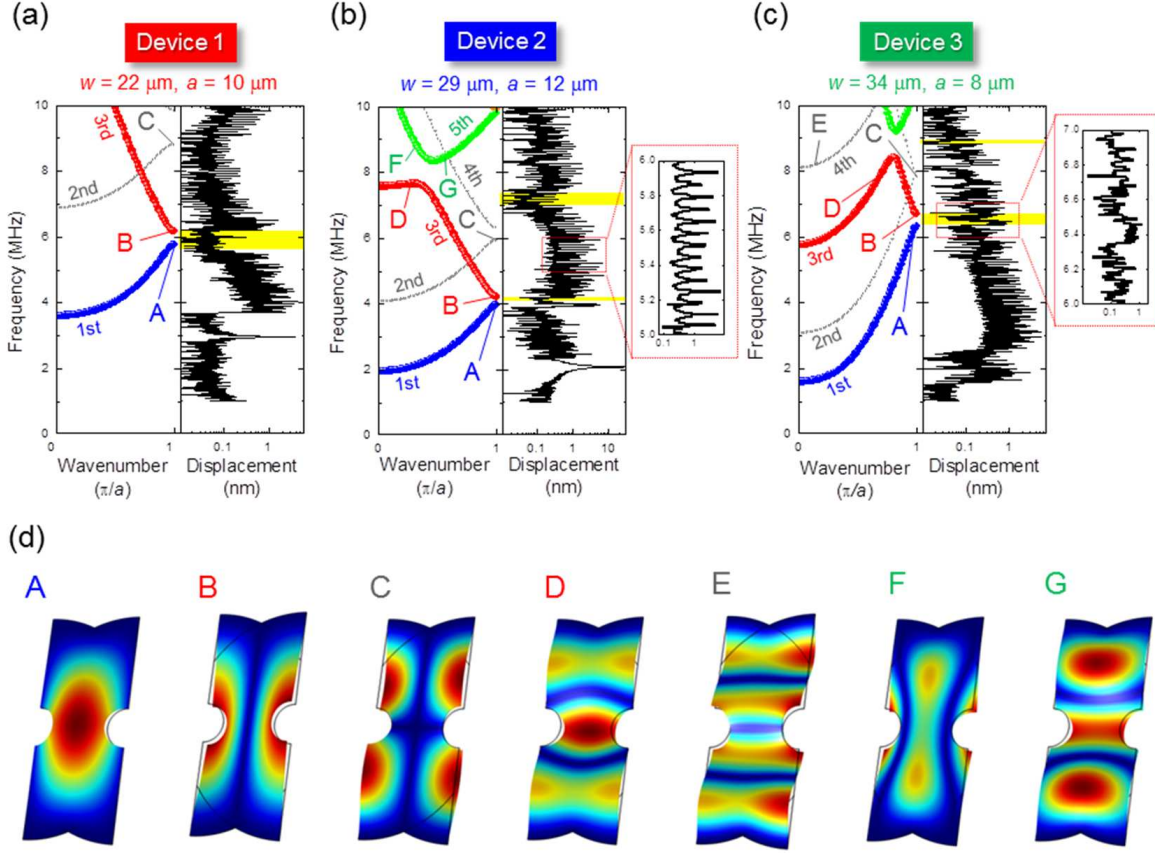 (a)
Device 1
w = 22 μm, a = 10 μm
10
8
6
4
2
0
Frequency (MHz)
3rd
C
2nd
B
A
1st
0
1
0.1
1
Wavenumber
(π/a)
Displacement
(nm)
(b)
Device 2
w = 29 μm, a = 12 μm
10
8
6
4
2
0
Frequency (MHz)
5th
F
G
4th
D
C
3rd
2nd
B
A
1st
0
1
0.1
1
10
Wavenumber
(π/a)
Displacement
(nm)
6.0
5.8
5.6
5.4
5.2
5.0
0.1
1
(c)
Device 3
w = 34 μm, a = 8 μm
10
8
6
4
2
0
Frequency (MHz)
E
C
4th
D
B
3rd
2nd
A
1st
0
1
0.1
1
Wavenumber
(π/a)
Displacement
(nm)
7.0
6.8
6.6
6.4
6.2
6.0
0.1
1
(d)
A B C D E F G